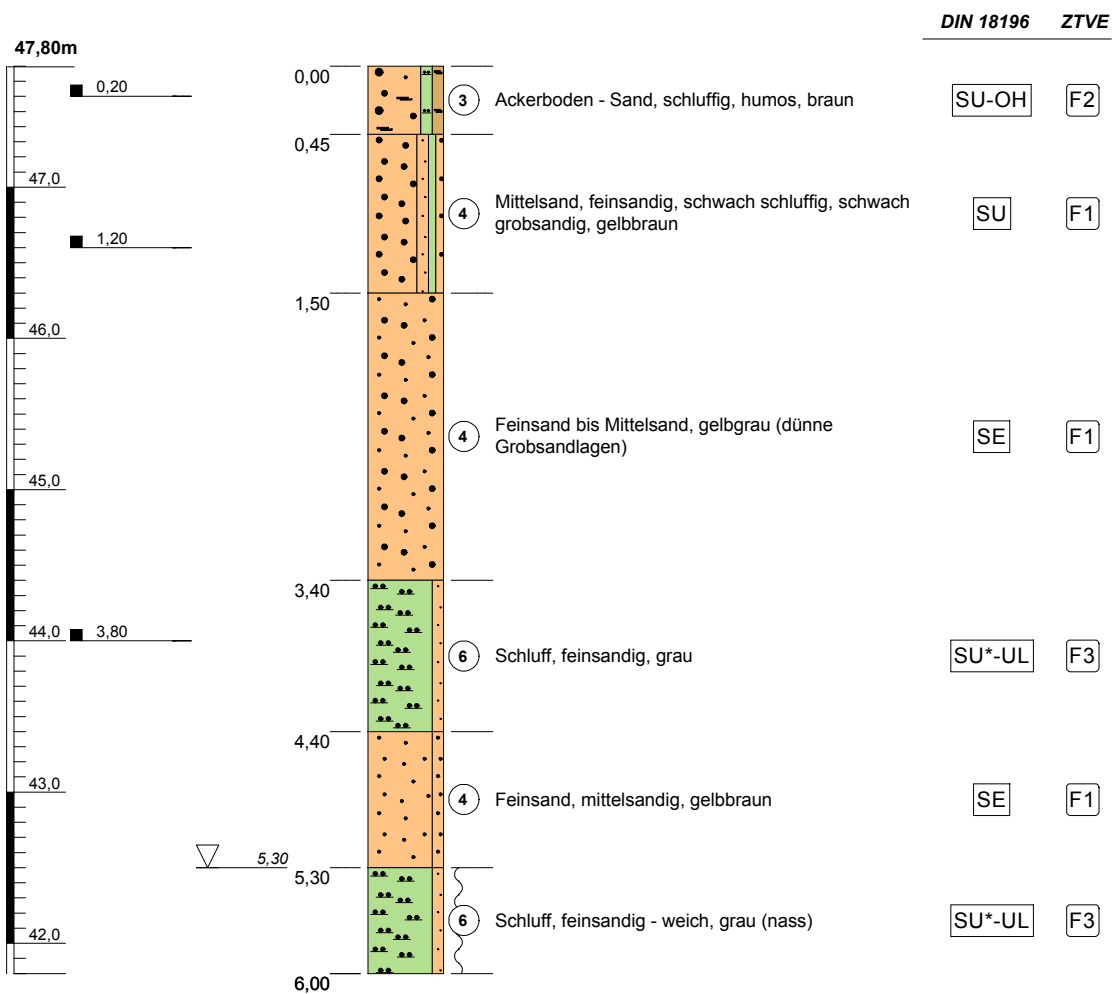 DIN 18196 ZTVE
47,80m
0,20
0,00
3 Ackerboden - Sand, schluffig, humos, braun SU-OH F2
0,45
47,0
4 Mittelsand, feinsandig, schwach schluffig, schwach
grobsandig, gelbbraun
SU F1
1,20
1,50
46,0
4 Feinsand bis Mittelsand, gelbgrau (dünne
Grobsandlagen)
SE F1
45,0
3,40
44,0 3,80
6 Schluff, feinsandig, grau SU*-UL F3
4,40
43,0
4 Feinsand, mittelsandig, gelbbraun SE F1
5,30
5,30
6 Schluff, feinsandig - weich, grau (nass) SU*-UL F3
42,0
6,00